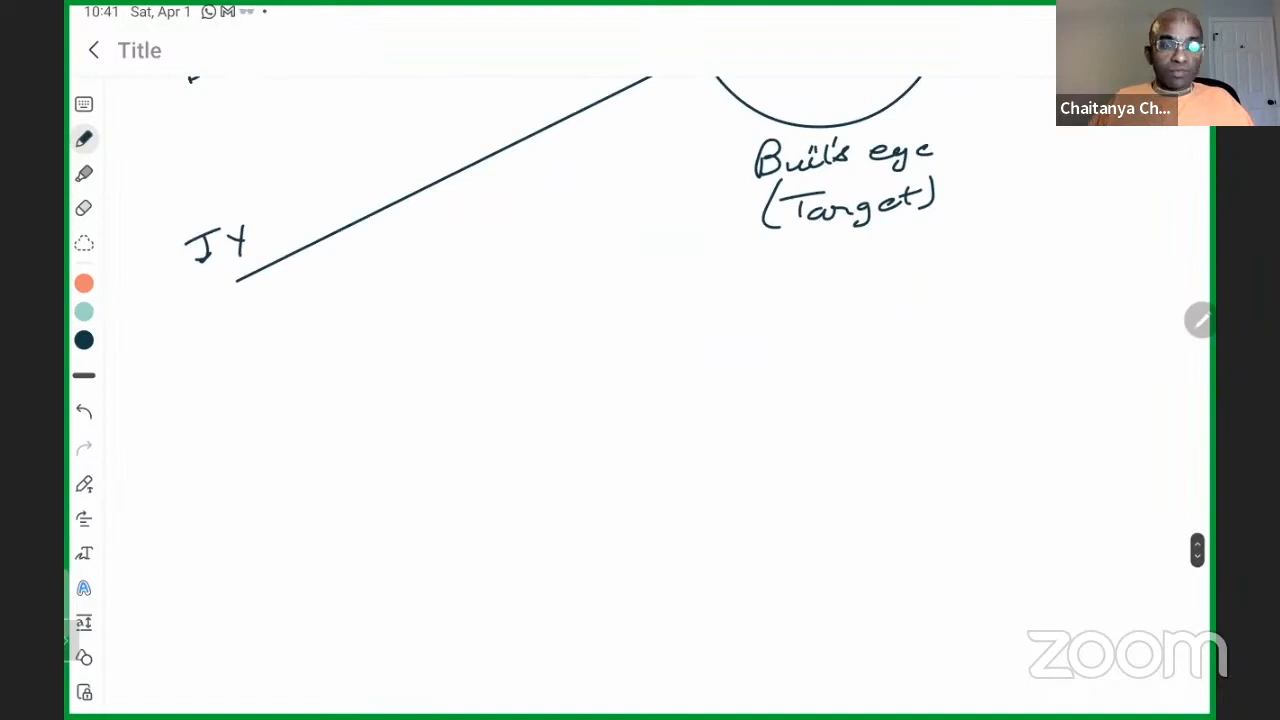 10:41 Sat, Apr 1
Title
Chaitanya Ch...
Bull's eye
(Target)
JY
zoom